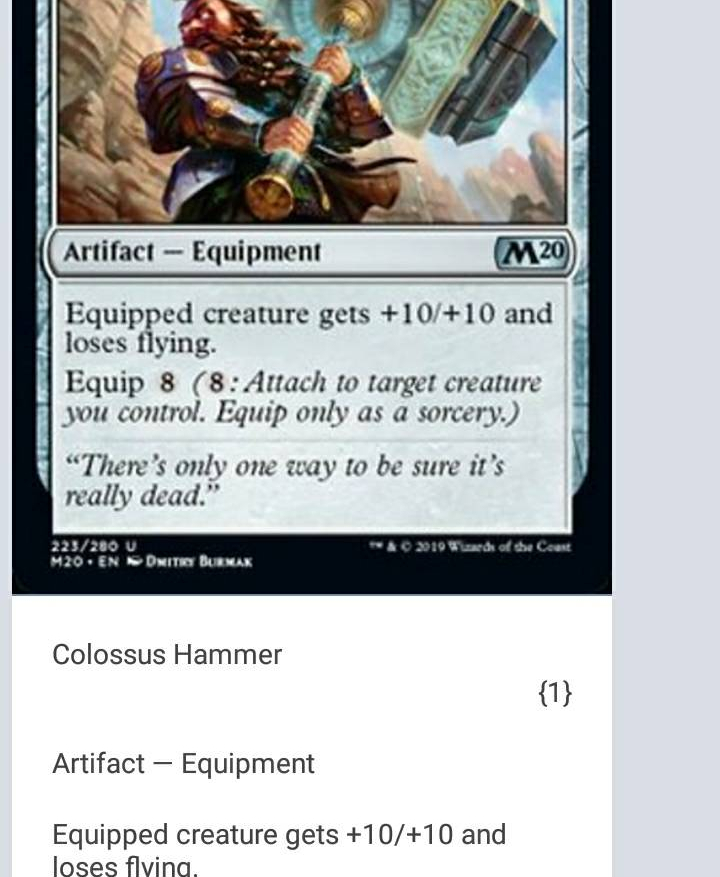 Artifact — Equipment
M20
Equipped creature gets +10/+10 and
loses flying.
Equip 8 (8: Attach to target creature
you control. Equip only as a sorcery.)
“There’s only one way to be sure it’s
really dead.”
223/280 U
M20 • EN DMITRY BURMAK
™ & © 2019 Wizards of the Coast
Colossus Hammer
{1}
Artifact — Equipment
Equipped creature gets +10/+10 and
loses flying.